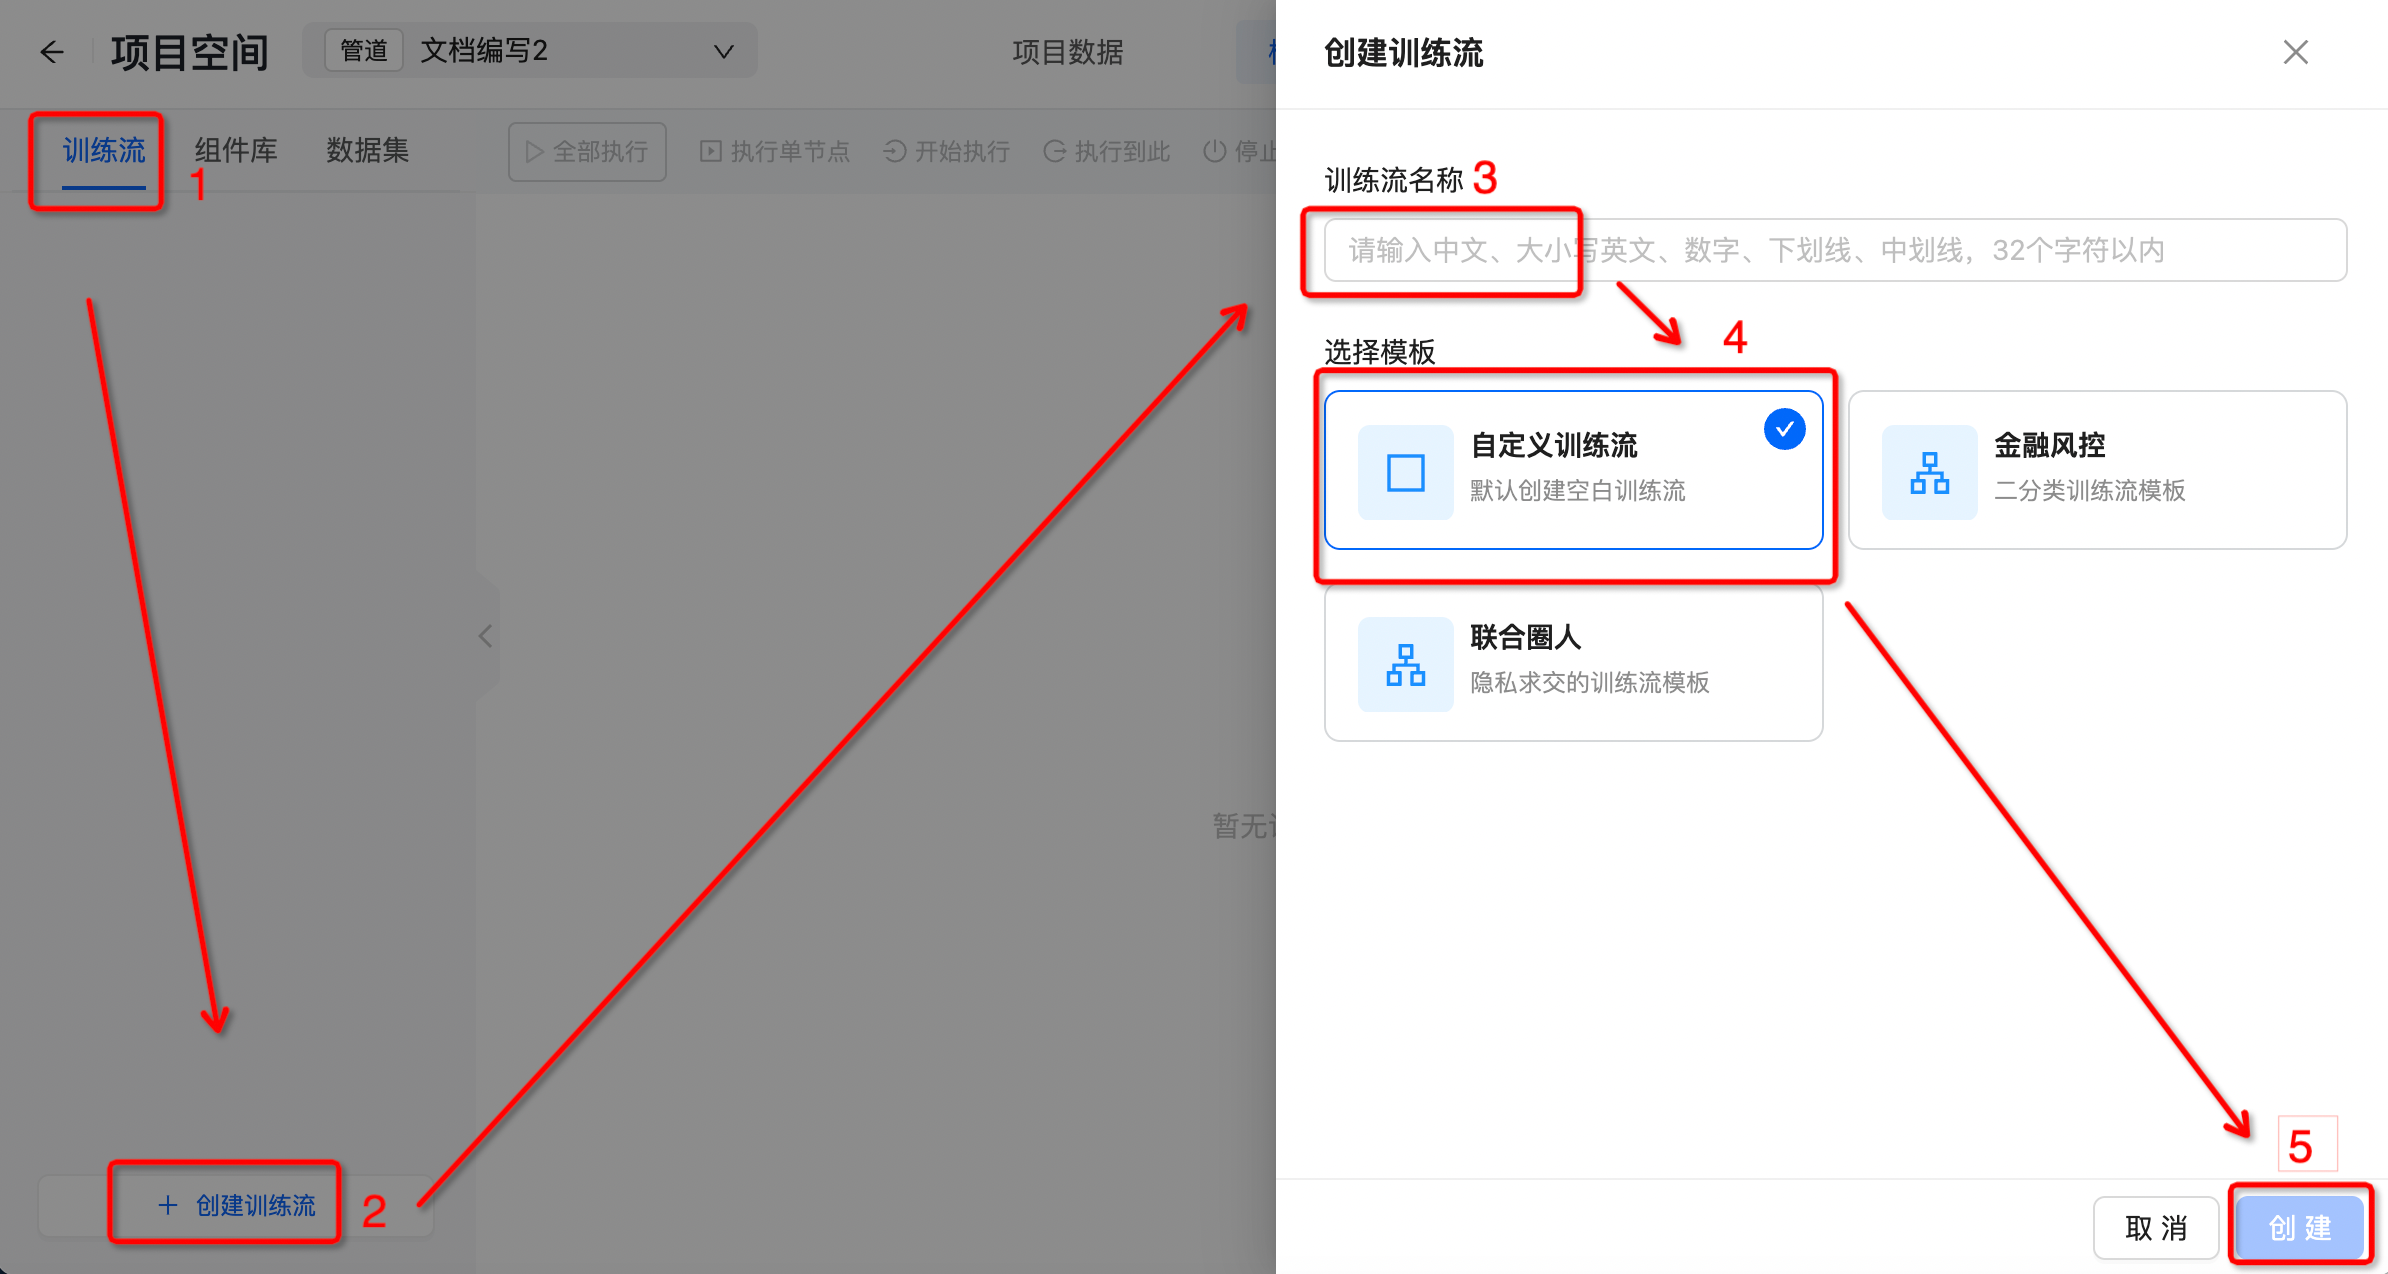 项目空间
管道 文档编写2
项目数据
训练流 组件库 数据集
1
全部执行 执行单节点 开始执行 执行到此 停止
暂无
+ 创建训练流
2
创建训练流
训练流名称 3
请输入中文、大小写英文、数字、下划线、中划线，32个字符以内
4
选择模板
自定义训练流
默认创建空白训练流
金融风控
二分类训练流模板
联合圈人
隐私求交的训练流模板
5
取消 创建